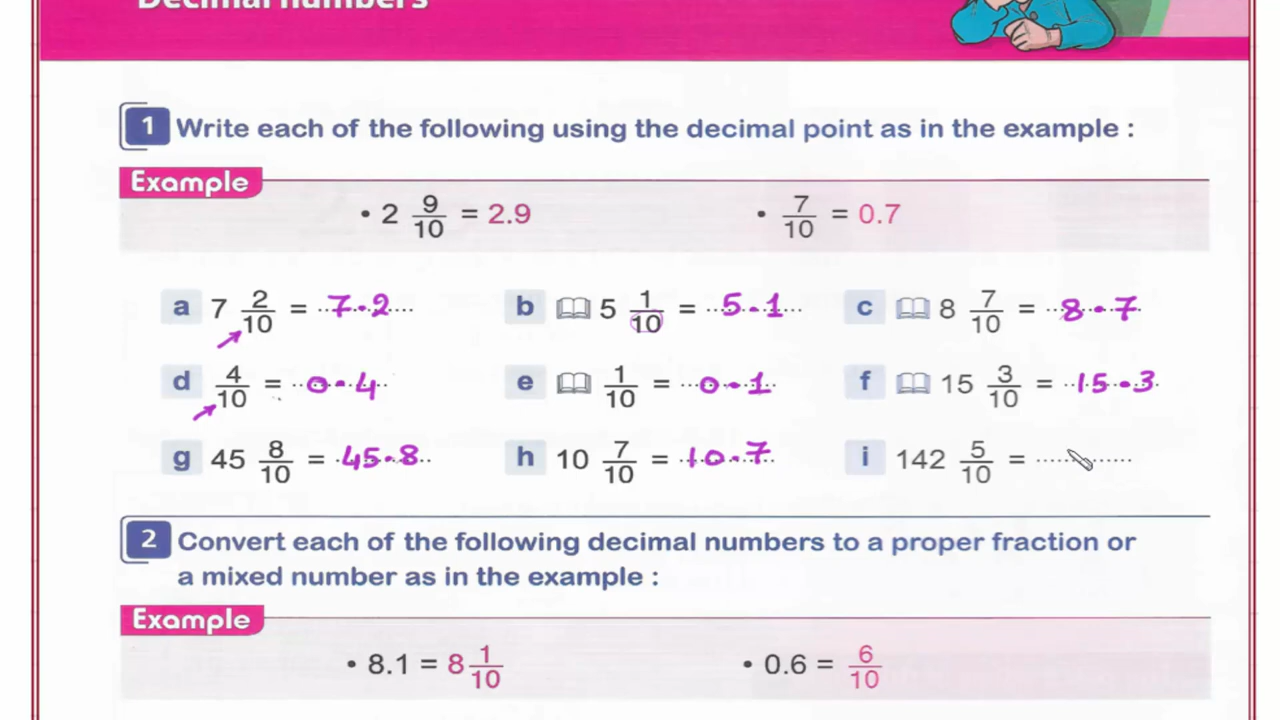 Decimal numbers
1 Write each of the following using the decimal point as in the example :
Example
• 2 9/10 = 2.9 • 7/10 = 0.7
a 7 2/10 = 7.2 b 5 1/10 = 5.1 c 8 7/10 = 8.7
d 4/10 = 0.4 e 1/10 = 0.1 f 15 3/10 = 15.3
g 45 8/10 = 45.8 h 10 7/10 = 10.7 i 142 5/10 = ............
2 Convert each of the following decimal numbers to a proper fraction or
a mixed number as in the example :
Example
• 8.1 = 8 1/10 • 0.6 = 6/10